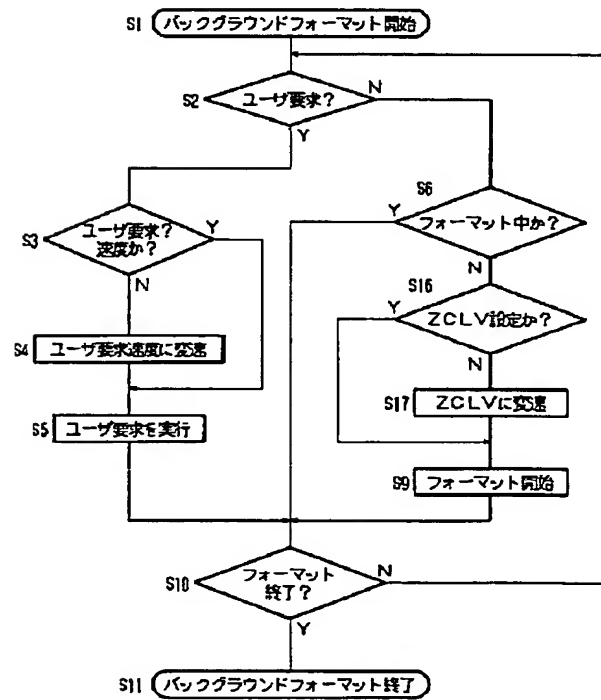 S1 バックグラウンドフォーマット開始
S2 ユーザ要求?
N
Y
S3 ユーザ要求?
速度か?
Y
N
S4 ユーザ要求速度に変速
S5 ユーザ要求を実行
S6
Y フォーマット中か?
N
S16
Y ZCLV設定か?
N
S17 ZCLVに変速
S9 フォーマット開始
S10 フォーマット
終了?
N
Y
S11 バックグラウンドフォーマット終了